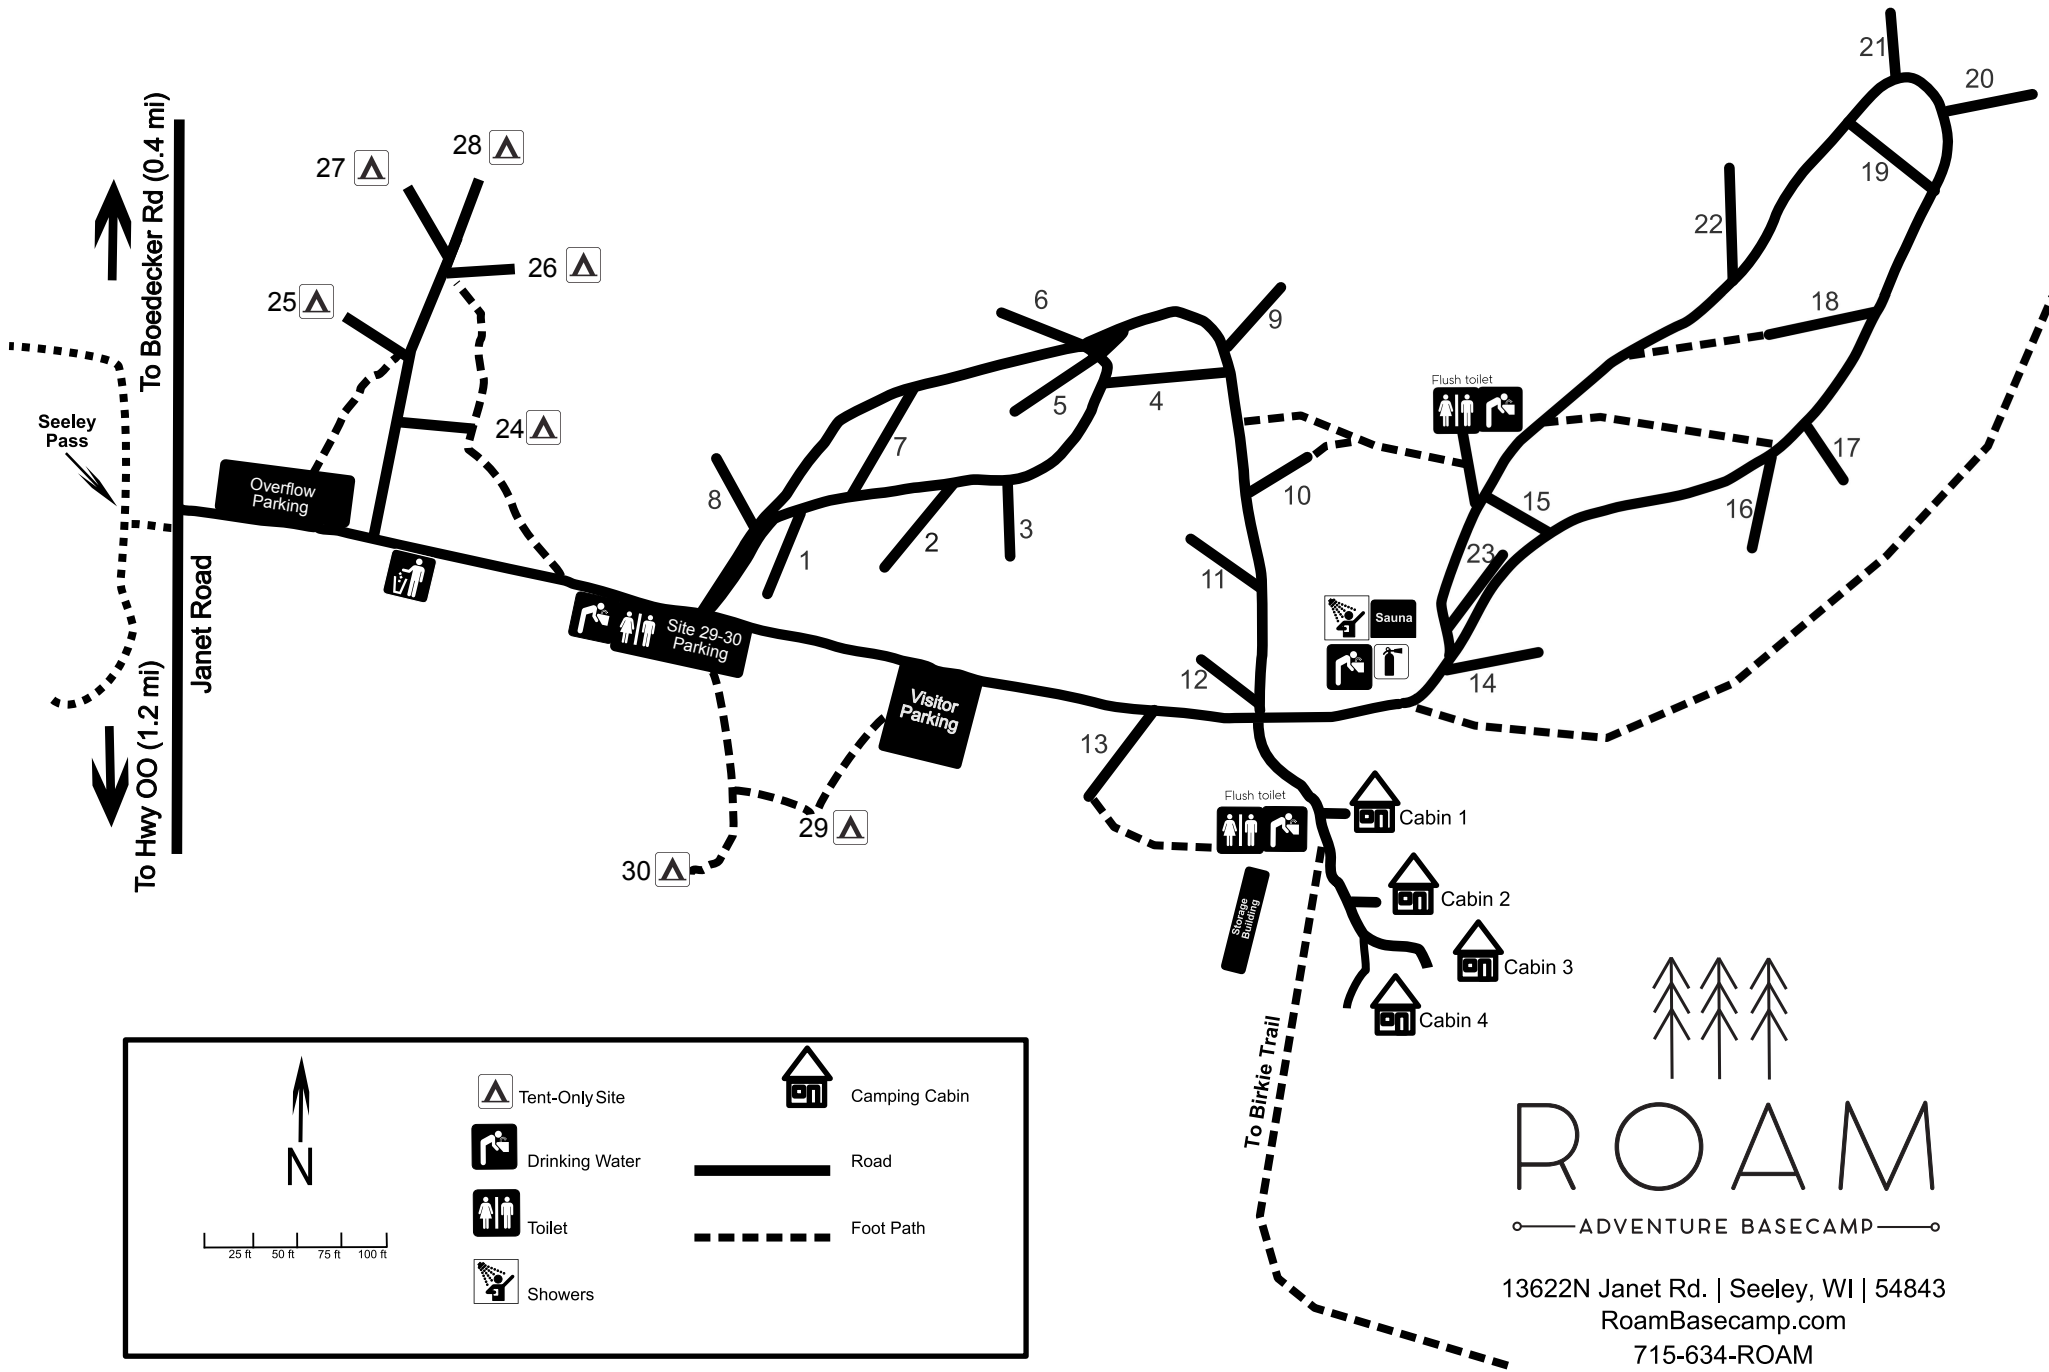 21
20
19
22
18
17
16
15
23
14
28
27
26
25
24
To Boedecker Rd (0.4 mi)
Seeley
Pass
Overflow
Parking
Janet Road
To Hwy OO (1.2 mi)
6
9
5
4
7
8
10
3
2
1
11
12
13
Flush toilet
Sauna
Site 29-30
Parking
Visitor
Parking
29
30
Flush toilet
Storage
Building
Cabin 1
Cabin 2
Cabin 3
Cabin 4
To Birkie Trail
N
25 ft 50 ft 75 ft 100 ft
Tent-Only Site
Drinking Water
Toilet
Showers
Camping Cabin
Road
Foot Path
ROAM
ADVENTURE BASECAMP
13622N Janet Rd. | Seeley, WI | 54843
RoamBasecamp.com
715-634-ROAM